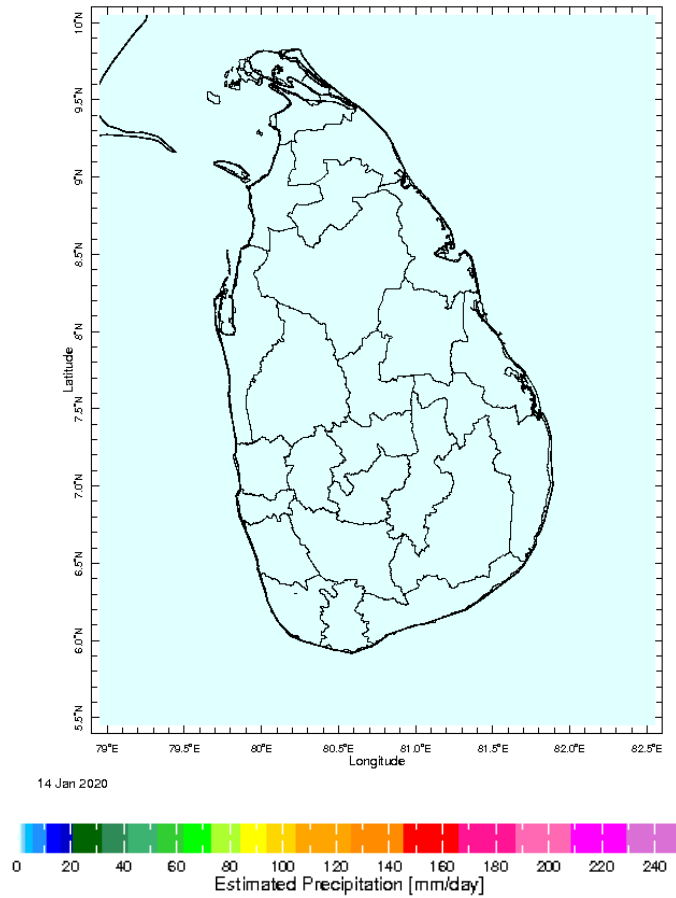 10°N
9.5°N
9°N
8.5°N
8°N
7.5°N
7.0°N
6.5°N
6.0°N
5.5°N
Latitude
79°E 79.5°E 80°E 80.5°E 81.0°E 81.5°E 82.0°E 82.5°E
Longitude
14 Jan 2020
0 20 40 60 80 100 120 140 160 180 200 220 240
Estimated Precipitation [mm/day]